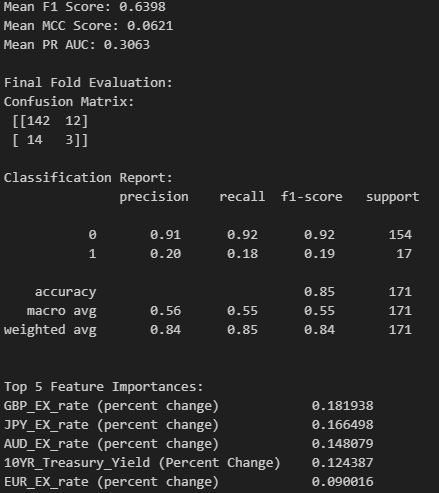 Mean F1 Score: 0.6398
Mean MCC Score: 0.0621
Mean PR AUC: 0.3063
Final Fold Evaluation:
Confusion Matrix:
[[142  12]
[ 14   3]]
Classification Report:
precision    recall  f1-score   support
0       0.91      0.92      0.92       154
1       0.20      0.18      0.19        17
accuracy                           0.85       171
macro avg       0.56      0.55      0.55       171
weighted avg       0.84      0.85      0.84       171
Top 5 Feature Importances:
GBP_EX_rate (percent change)             0.181938
JPY_EX_rate (percent change)             0.166498
AUD_EX_rate (percent change)             0.148079
10YR_Treasury_Yield (Percent Change)    0.124387
EUR_EX_rate (percent change)             0.090016